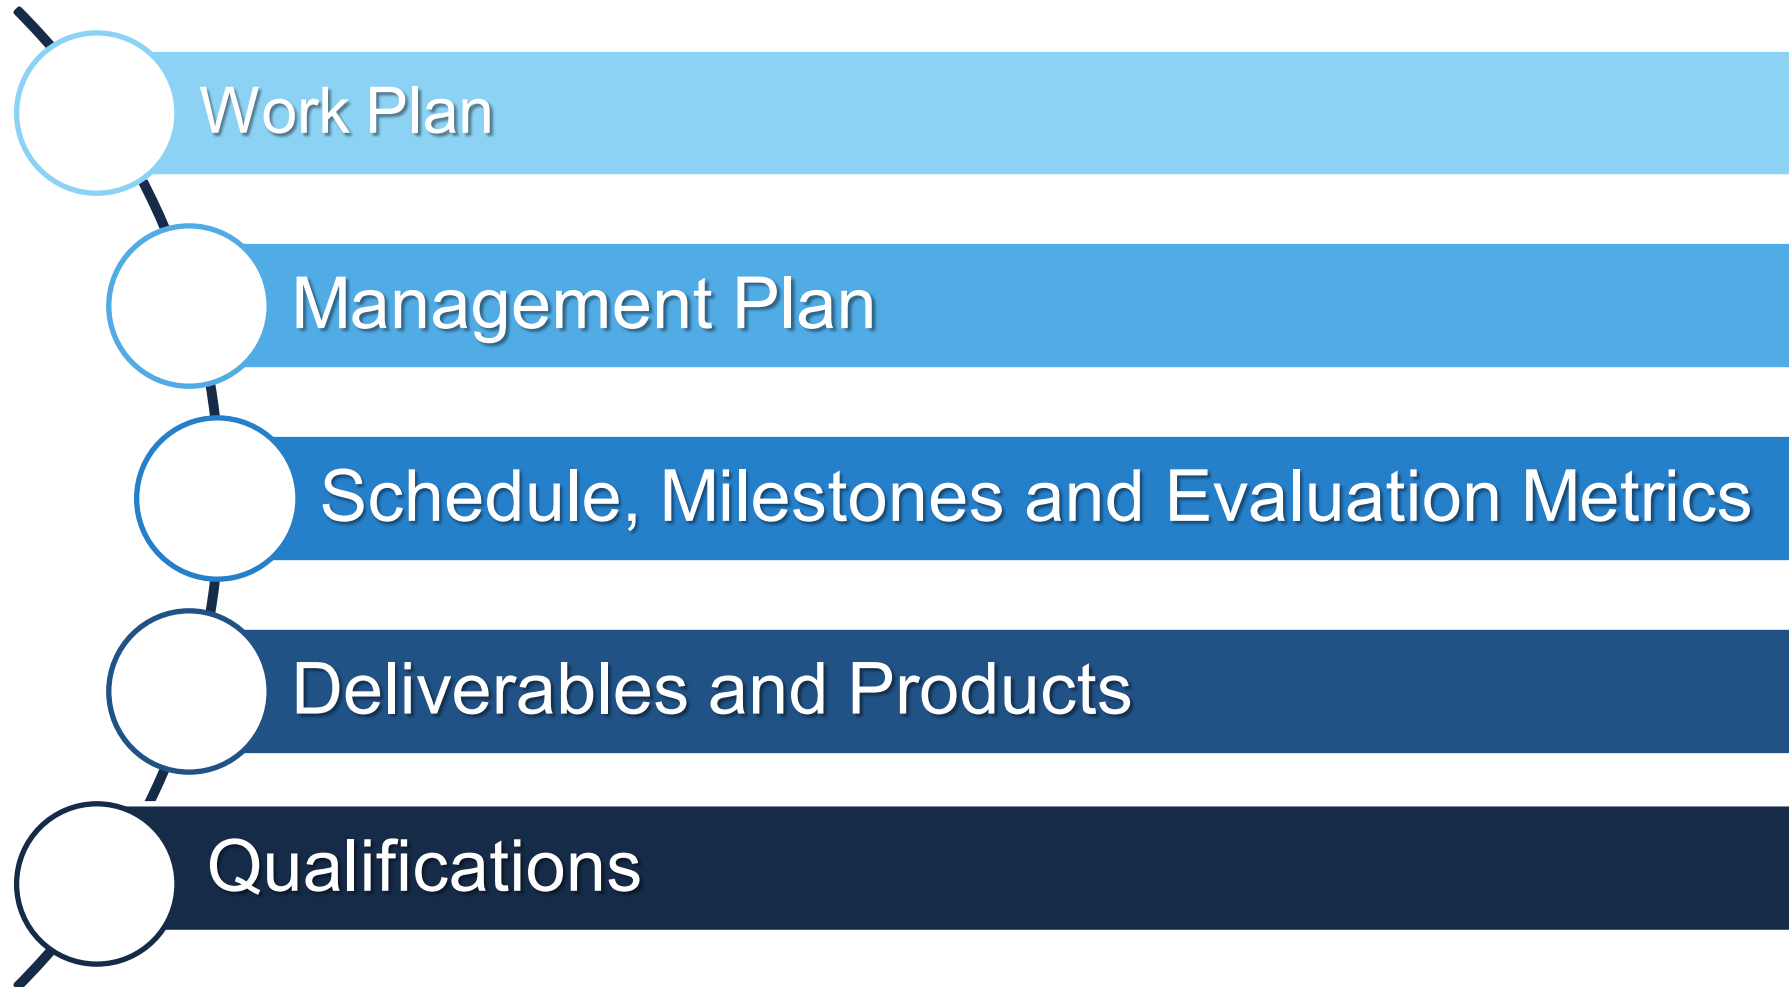 Work Plan
Management Plan
Schedule, Milestones and Evaluation Metrics
Deliverables and Products
Qualifications